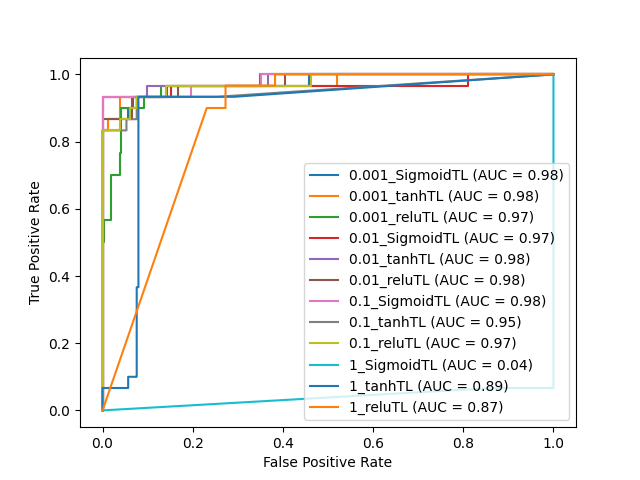 1.0
0.8
0.6
0.4
0.2
0.0
True Positive Rate
0.001_SigmoidTL (AUC = 0.98)
0.001_tanhTL (AUC = 0.98)
0.001_reluTL (AUC = 0.97)
0.01_SigmoidTL (AUC = 0.97)
0.01_tanhTL (AUC = 0.98)
0.01_reluTL (AUC = 0.98)
0.1_SigmoidTL (AUC = 0.98)
0.1_tanhTL (AUC = 0.95)
0.1_reluTL (AUC = 0.97)
1_SigmoidTL (AUC = 0.04)
1_tanhTL (AUC = 0.89)
1_reluTL (AUC = 0.87)
0.0 0.2 0.4 0.6 0.8 1.0
False Positive Rate